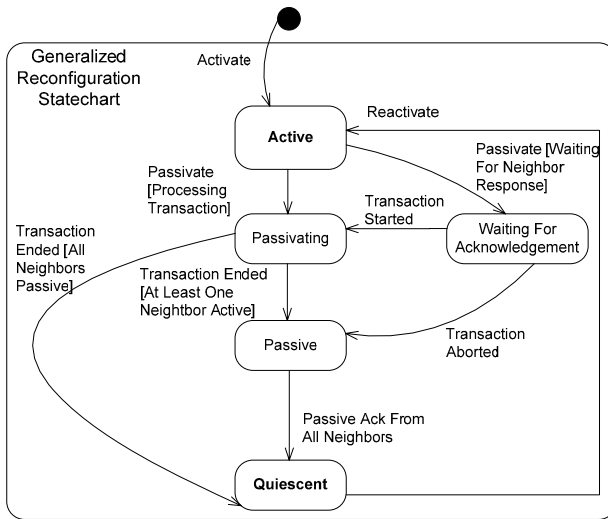 Generalized
Reconfiguration
Statechart
Activate
Active
Reactivate
Passivate
[Processing
Transaction]
Passivate [Waiting
For Neighbor
Response]
Transaction
Started
Waiting For
Acknowledgement
Passivating
Transaction
Ended [All
Neighbors
Passive]
Transaction Ended
[At Least One
Neightbor Active]
Transaction
Aborted
Passive
Passive Ack From
All Neighbors
Quiescent